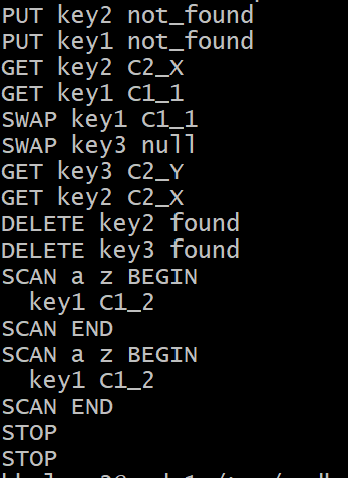 PUT key2 not_found
PUT key1 not_found
GET key2 C2_X
GET key1 C1_1
SWAP key1 C1_1
SWAP key3 null
GET key3 C2_Y
GET key2 C2_X
DELETE key2 found
DELETE key3 found
SCAN a z BEGIN
  key1 C1_2
SCAN END
SCAN a z BEGIN
  key1 C1_2
SCAN END
STOP
STOP